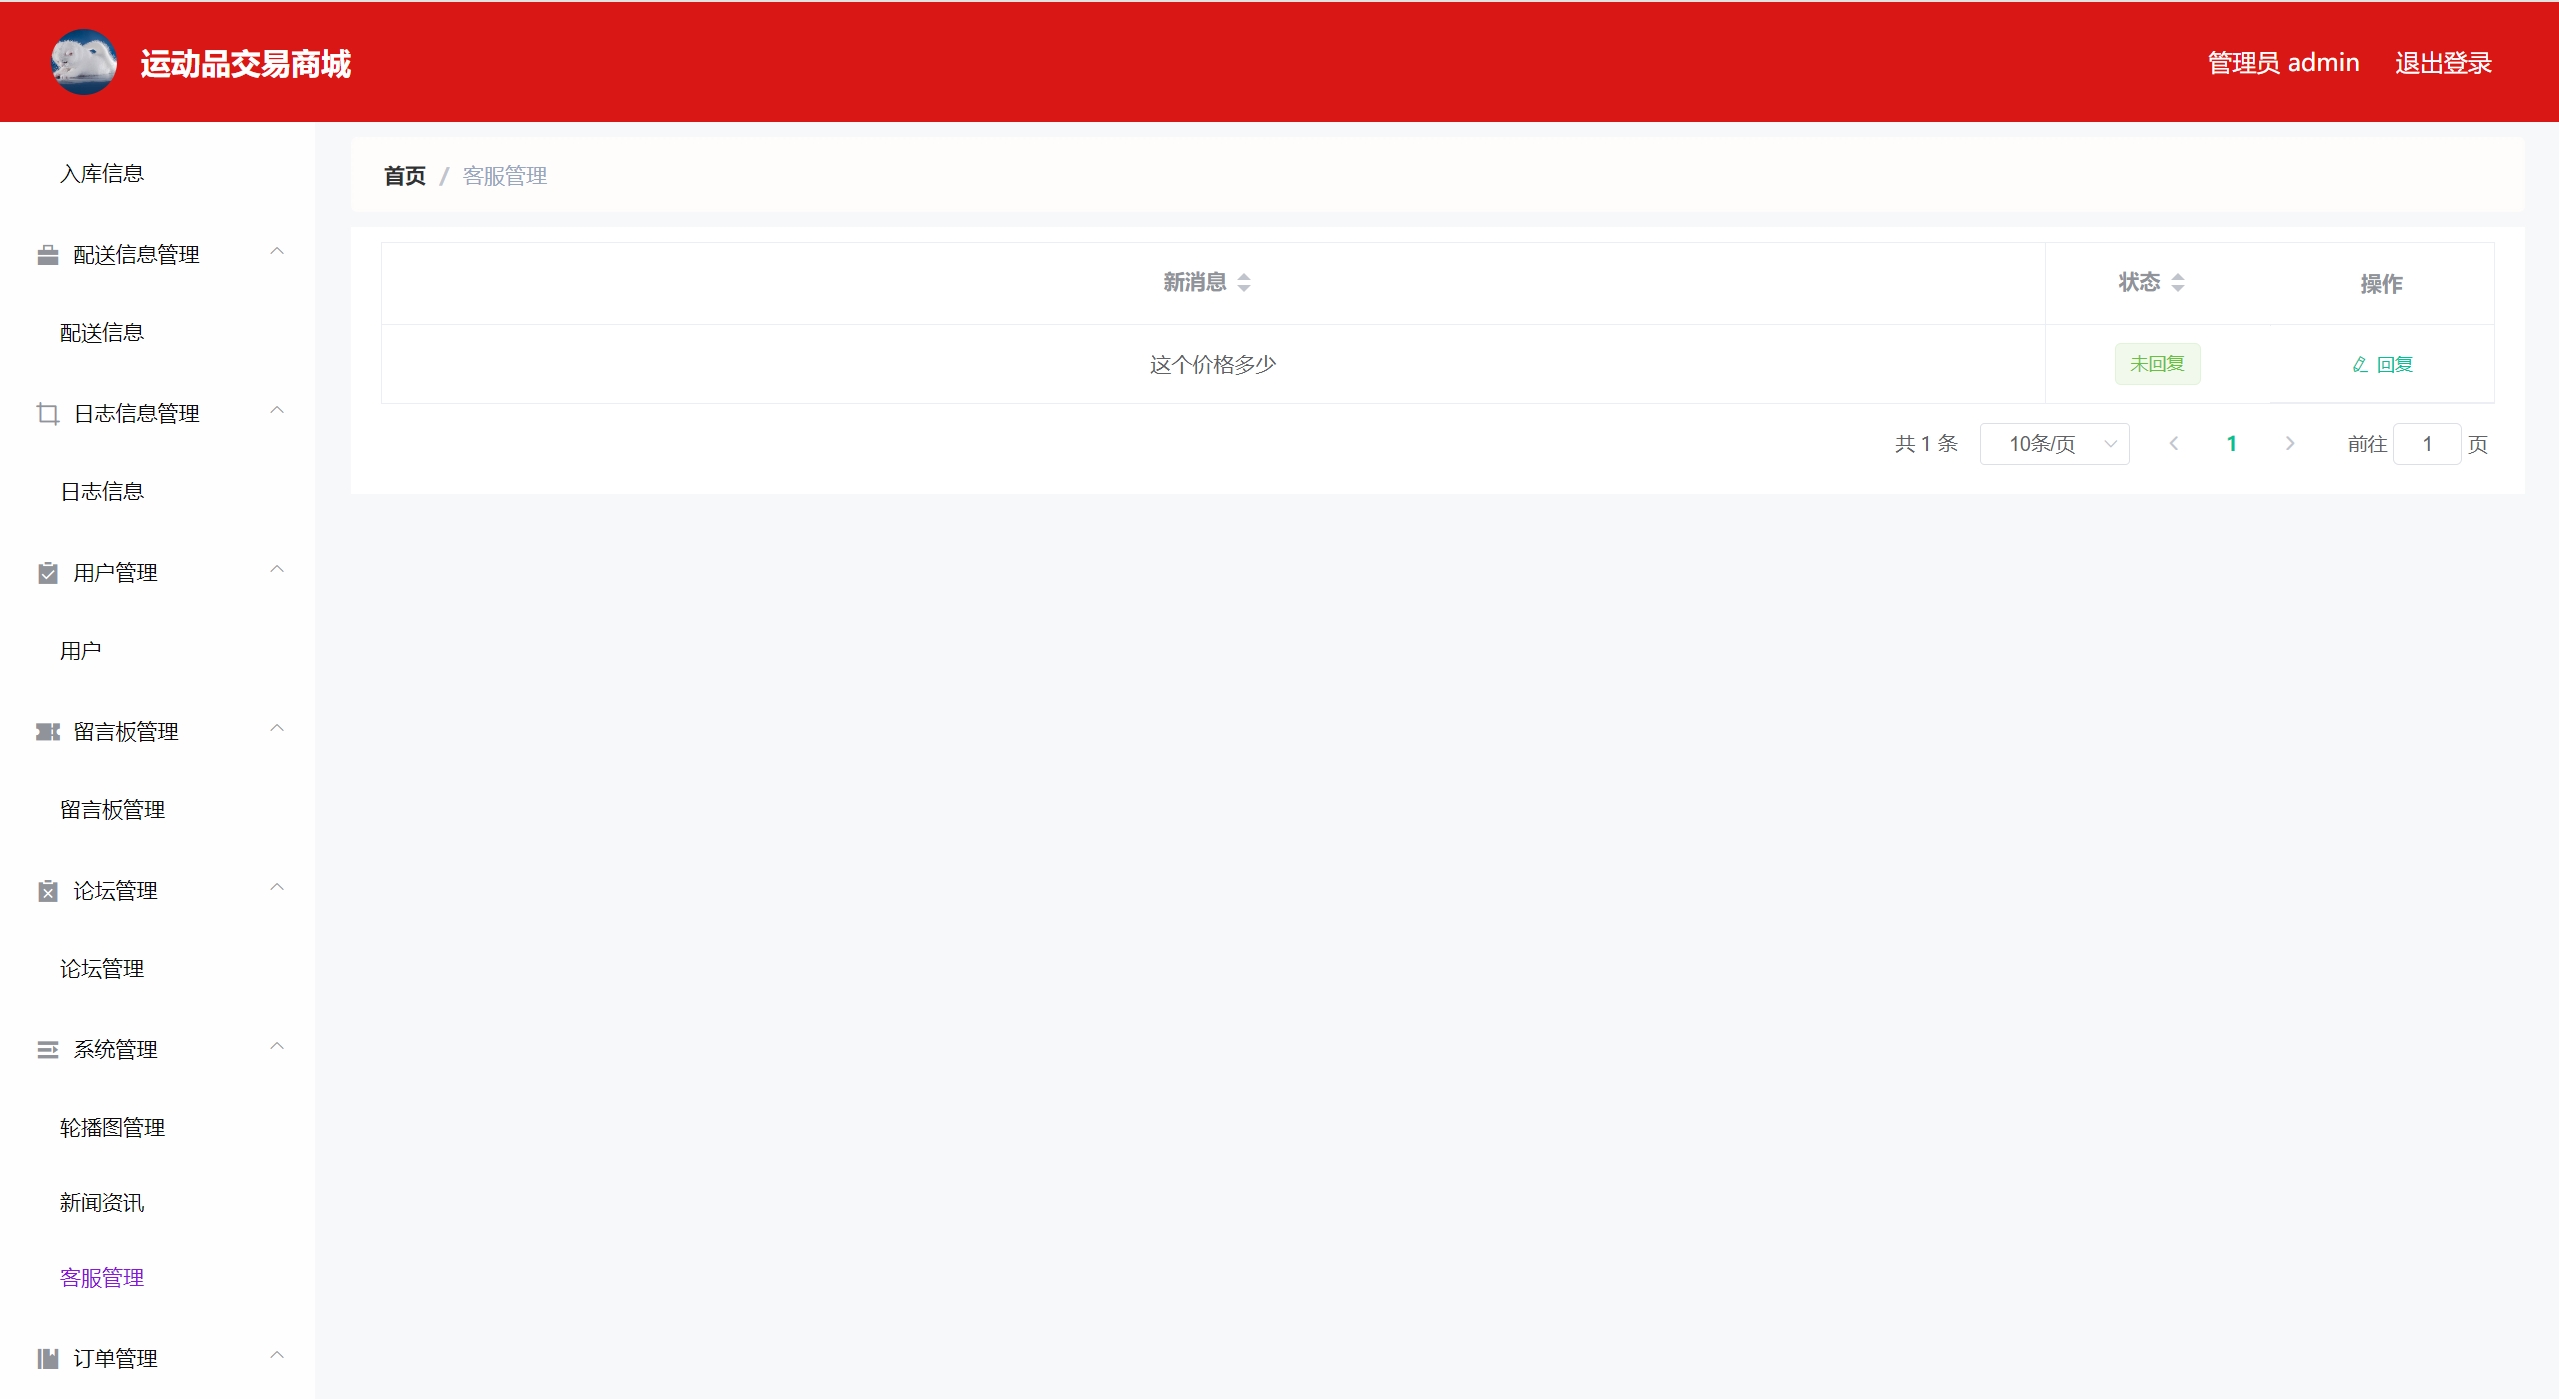 运动品交易商城
管理员 admin 退出登录
入库信息
配送信息管理
配送信息
日志信息管理
日志信息
用户管理
用户
留言板管理
留言板管理
论坛管理
论坛管理
系统管理
轮播图管理
新闻资讯
客服管理
订单管理
首页 / 客服管理
新消息 状态 操作
这个价格多少 未回复 回复
共 1 条 10条/页 1 前往 1 页